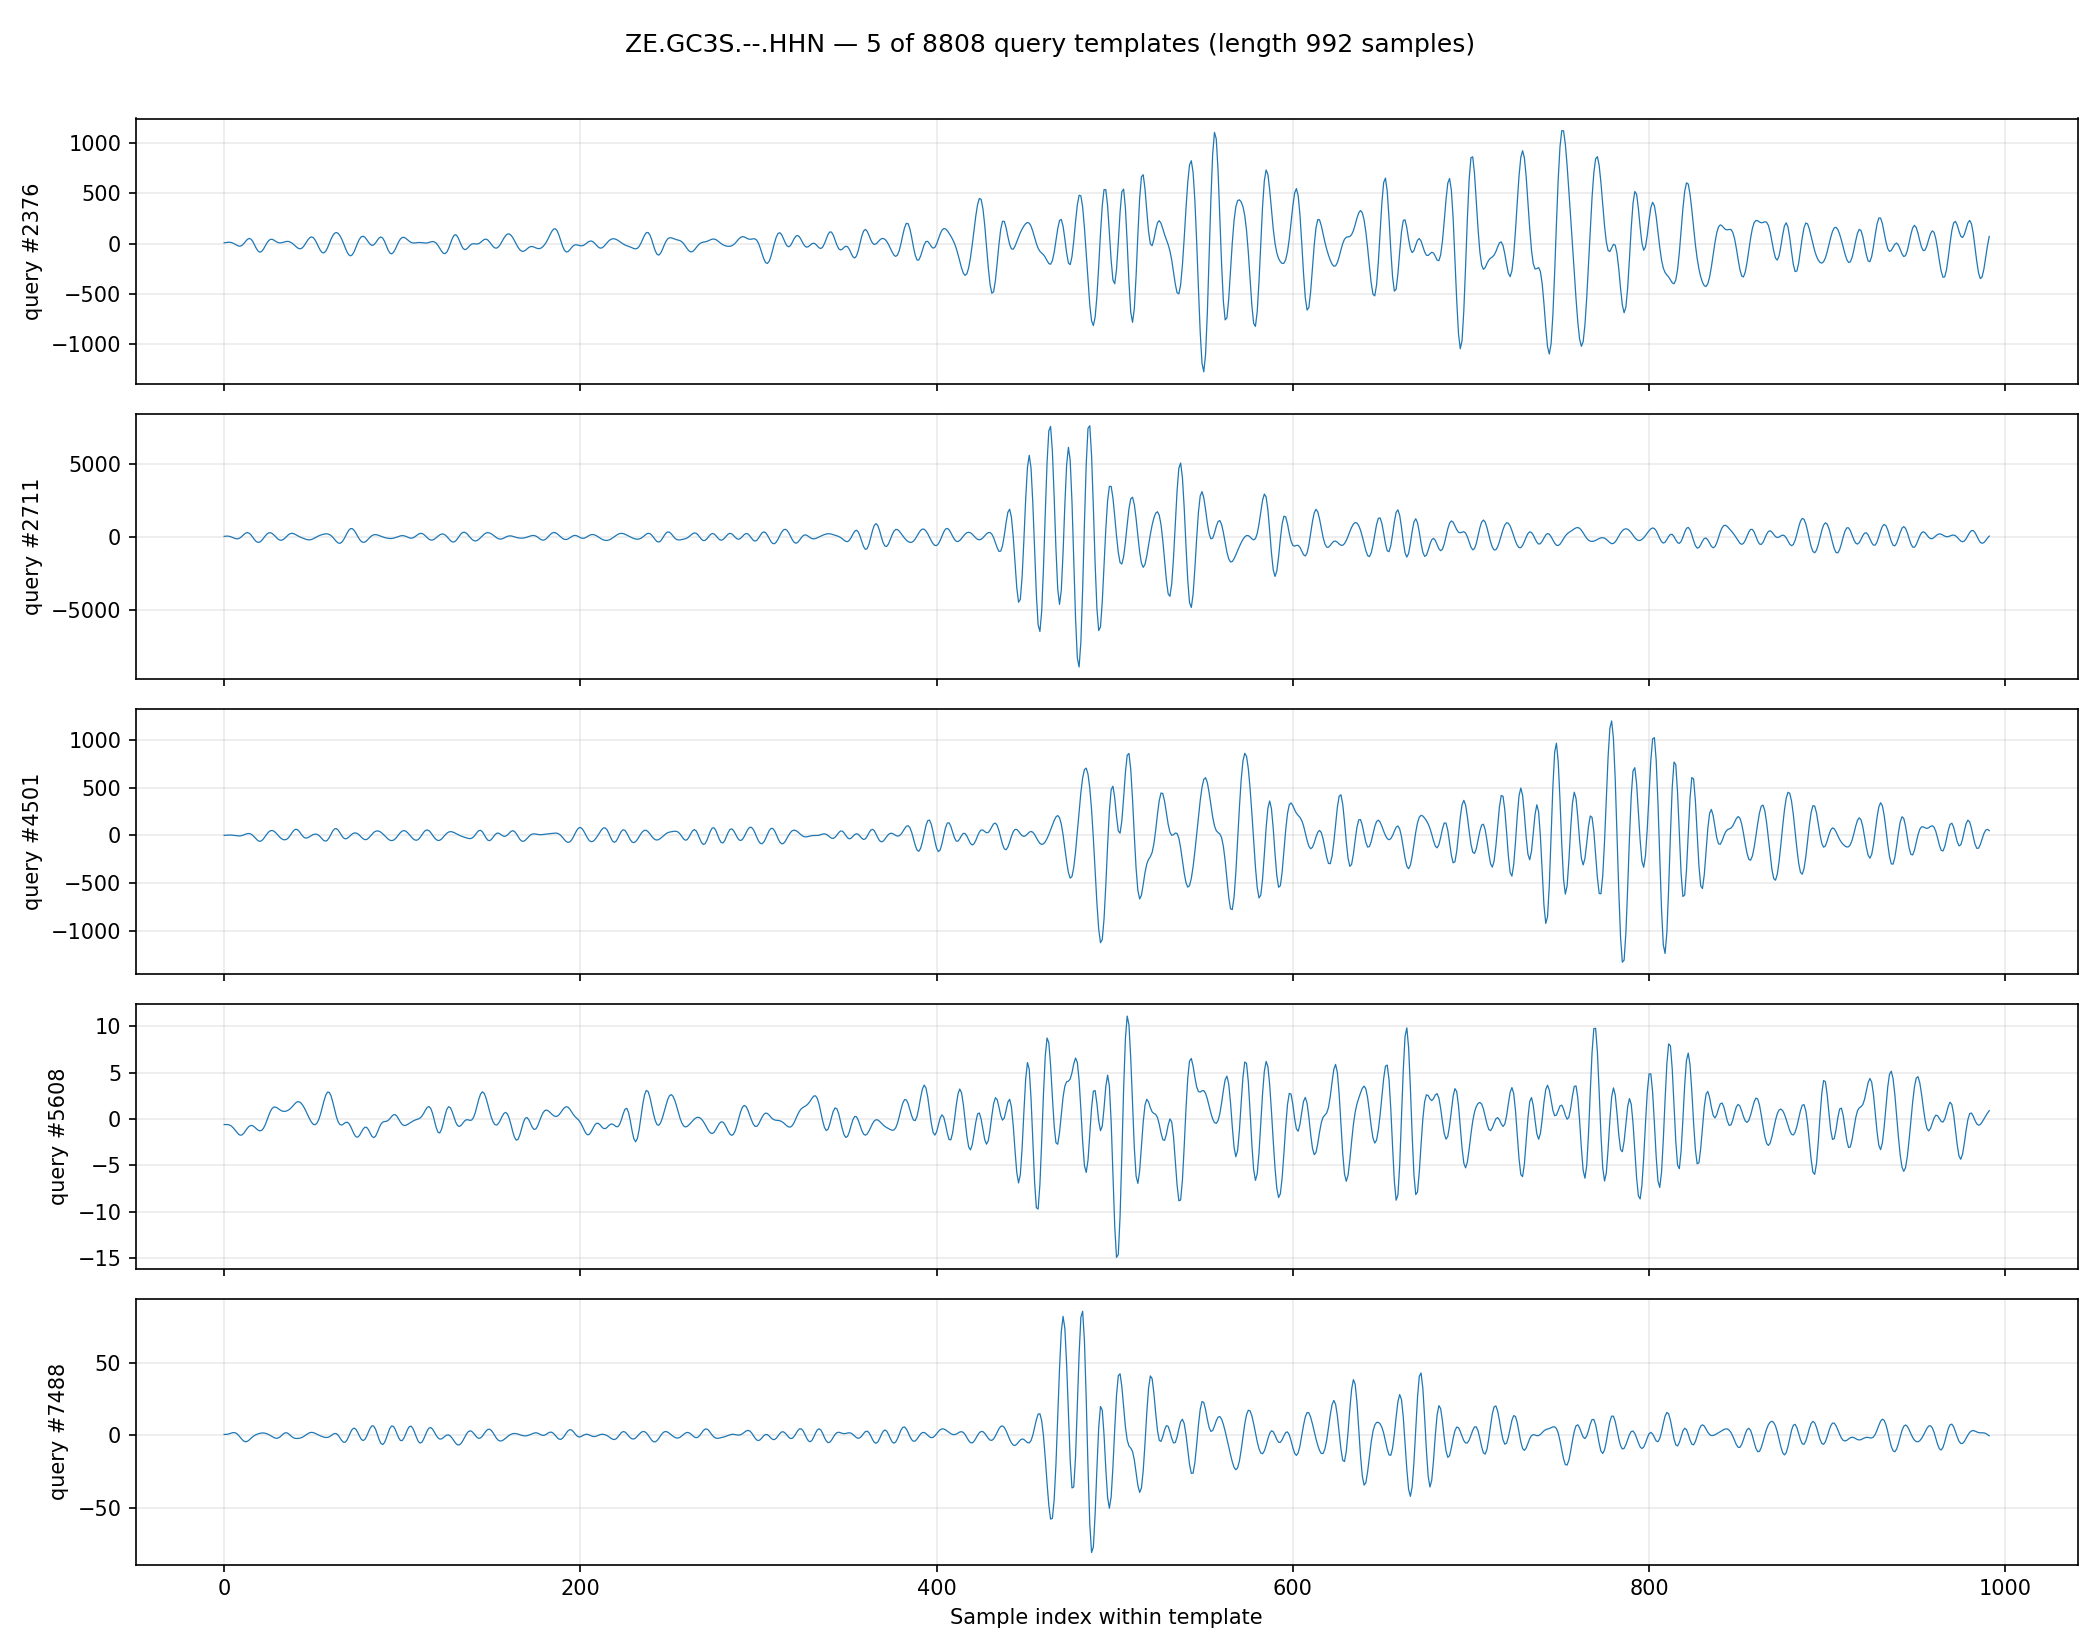 ZE.GC3S.--.HHN — 5 of 8808 query templates (length 992 samples)
1000
500
0
−500
−1000
query #2376
5000
0
−5000
query #2711
1000
500
0
−500
−1000
query #4501
10
5
0
−5
−10
−15
query #5608
50
0
−50
query #7488
0 200 400 600 800 1000
Sample index within template